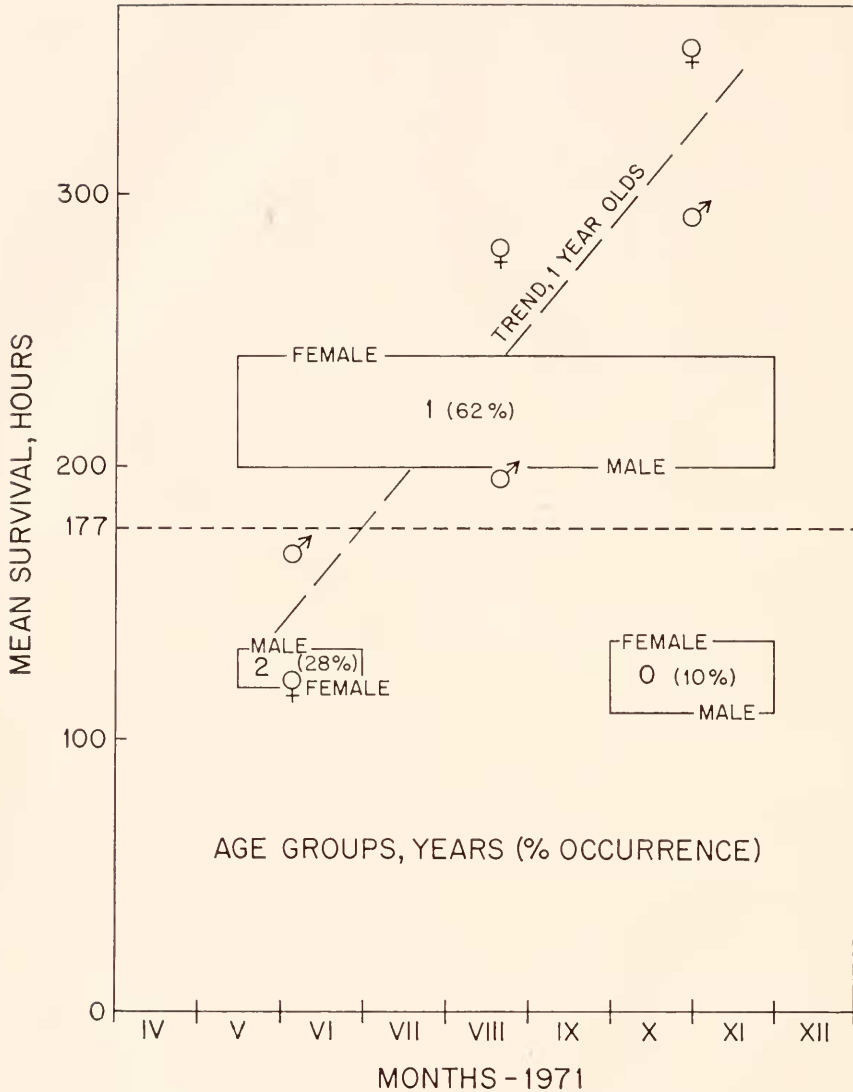 300
TREND, 1 YEAR OLDS
FEMALE
1 (62%)
200
MALE
177
MEAN SURVIVAL, HOURS
MALE
2 (28%)
FEMALE
FEMALE
0 (10%)
MALE
100
AGE GROUPS, YEARS (% OCCURRENCE)
0
IV V VI VII VIII IX X XI XII
MONTHS - 1971